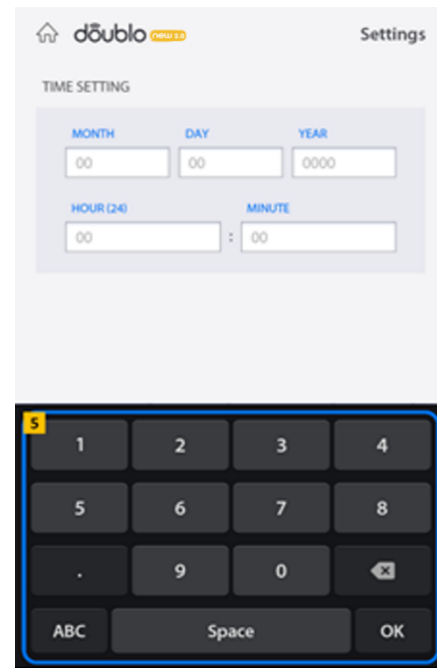 doublo new 2.0 Settings
TIME SETTING
MONTH DAY YEAR
00 00 0000
HOUR (24) MINUTE
00 : 00
5
1 2 3 4
5 6 7 8
. 9 0
ABC Space OK